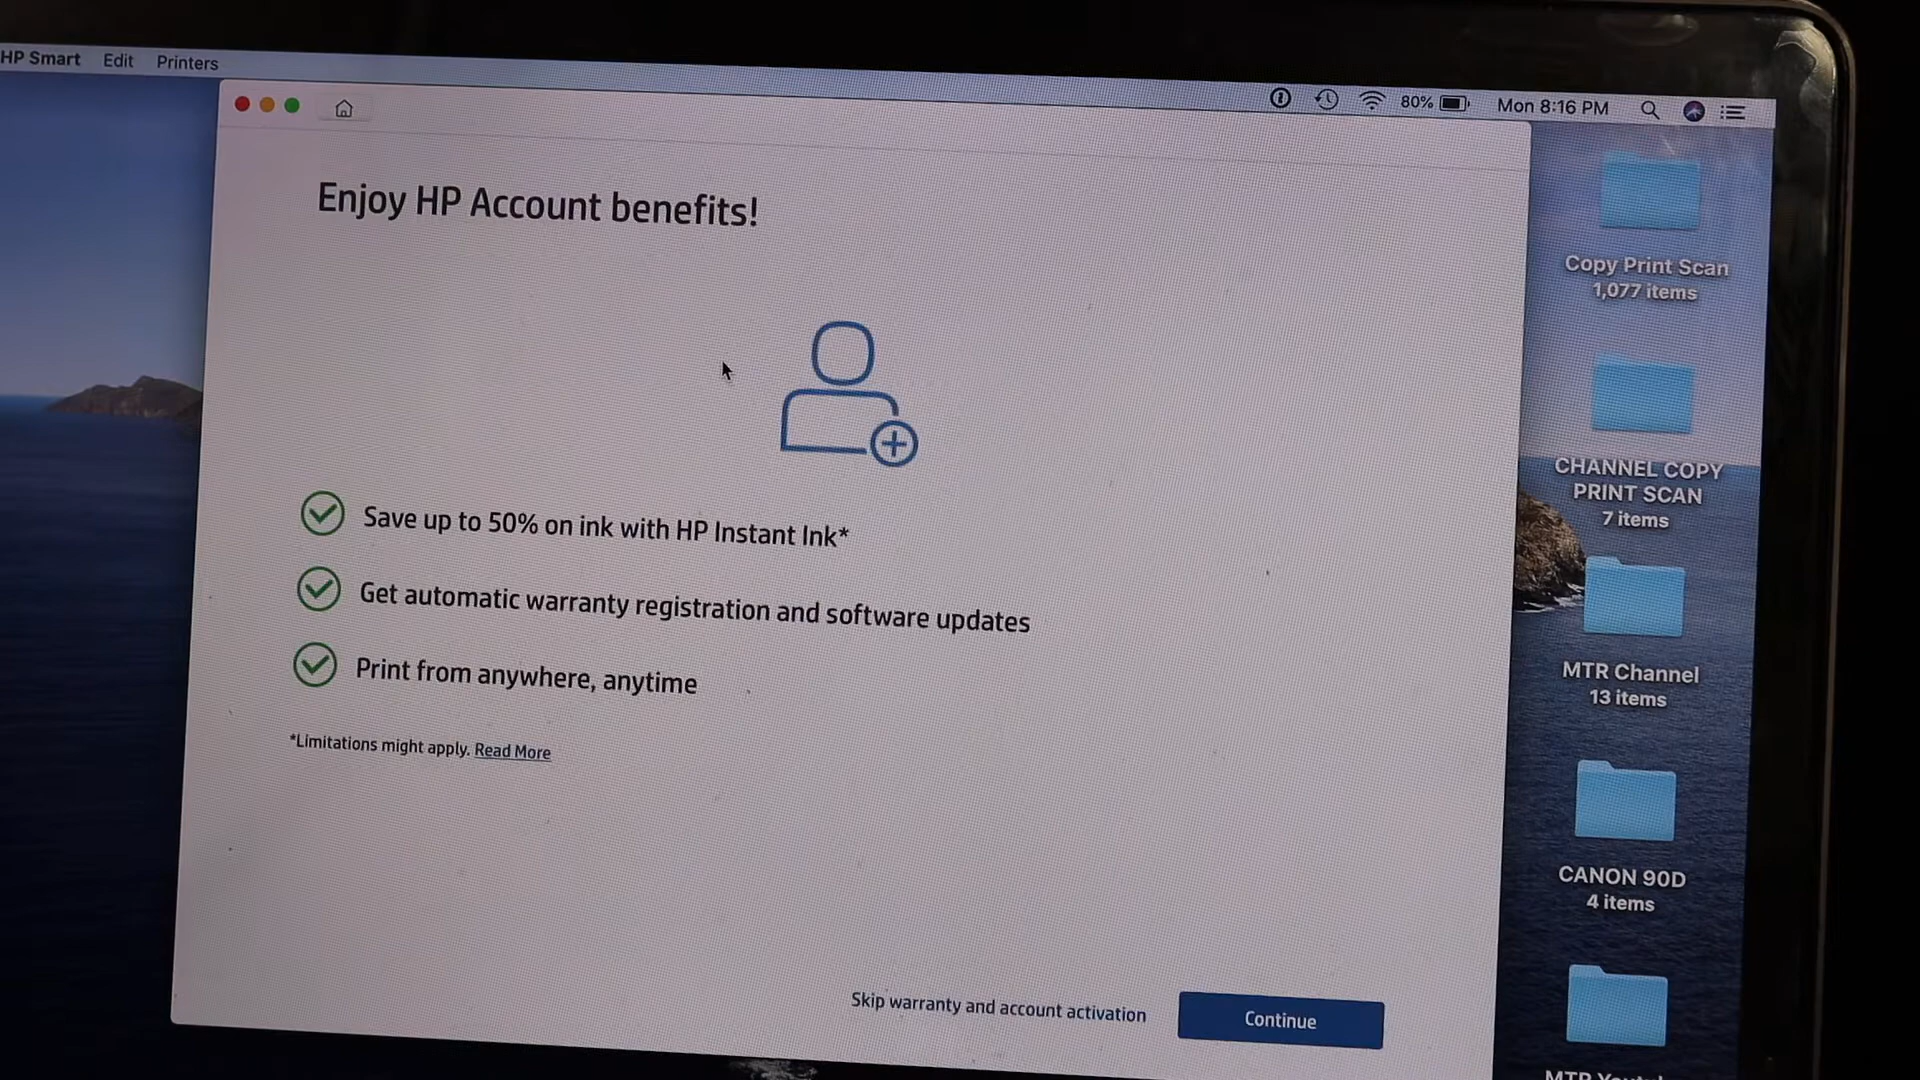 HP Smart Edit Printers
80% Mon 8:16 PM
Enjoy HP Account benefits!
Save up to 50% on ink with HP Instant Ink*
Get automatic warranty registration and software updates
Print from anywhere, anytime
*Limitations might apply. Read More
Skip warranty and account activation
Continue
Copy Print Scan
1,077 items
CHANNEL COPY
PRINT SCAN
7 items
MTR Channel
13 items
CANON 90D
4 items